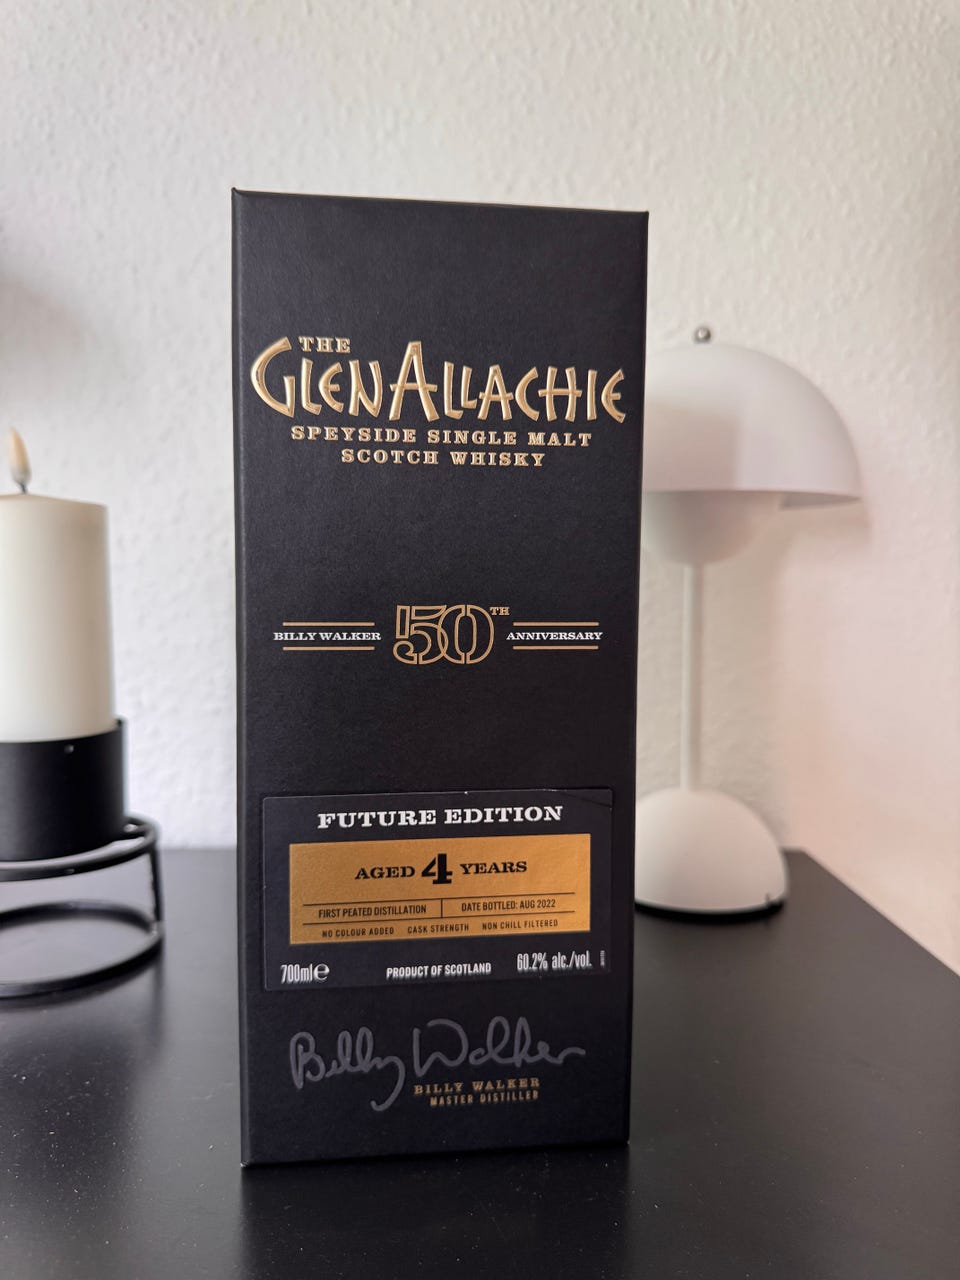 THE
GLENALLACHIE
SPEYSIDE SINGLE MALT
SCOTCH WHISKY
BILLY WALKER 50TH ANNIVERSARY
FUTURE EDITION
AGED 4 YEARS
FIRST PEATED DISTILLATION DATE BOTTLED: AUG 2022
NO COLOUR ADDED CASK STRENGTH NON CHILL FILTERED
700ml e PRODUCT OF SCOTLAND 60.2% alc./vol.
Billy Walker
BILLY WALKER
MASTER DISTILLER